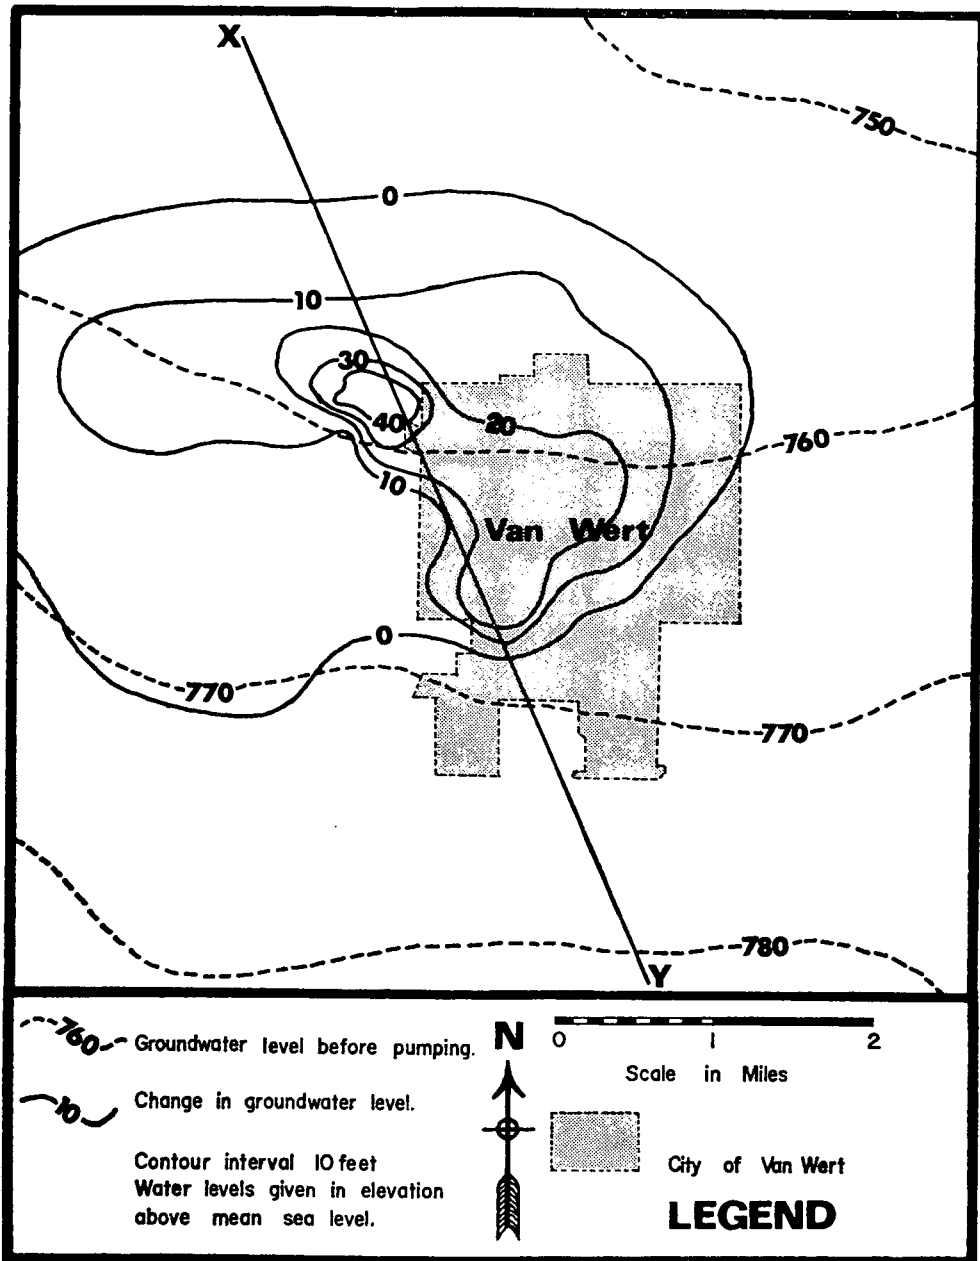 X
750
0
10
30
40
20
760
10
Van Wert
0
770
770
780
Y
760 Groundwater level before pumping.
10 Change in groundwater level.
Contour interval 10 feet
Water levels given in elevation
above mean sea level.
N
0 1 2
Scale in Miles
City of Van Wert
LEGEND